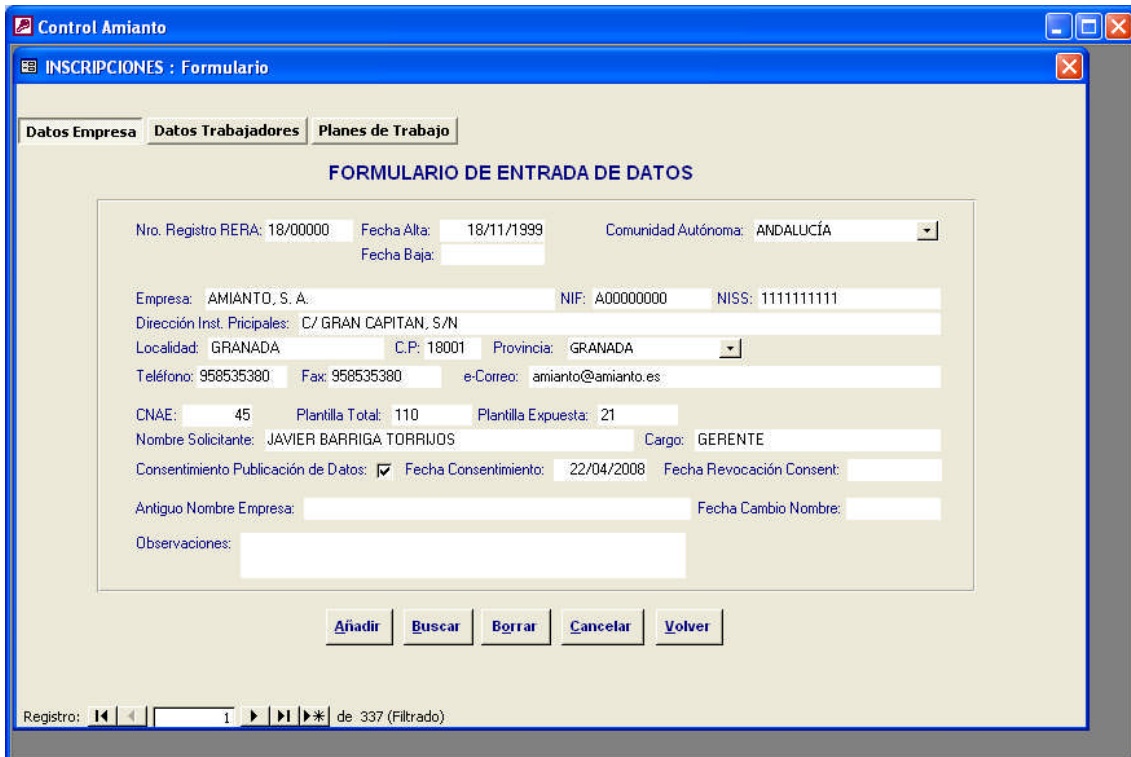 Control Amianto
INSCRIPCIONES : Formulario
Datos Empresa Datos Trabajadores Planes de Trabajo
FORMULARIO DE ENTRADA DE DATOS
Nro. Registro RERA: 18/00000 Fecha Alta: 18/11/1999 Comunidad Autónoma: ANDALUCÍA
Fecha Baja:
Empresa: AMIANTO, S. A. NIF: A00000000 NISS: 1111111111
Dirección Inst. Pricipales: C/ GRAN CAPITAN, S/N
Localidad: GRANADA C.P: 18001 Provincia: GRANADA
Teléfono: 958535380 Fax: 958535380 e-Correo: amianto@amianto.es
CNAE: 45 Plantilla Total: 110 Plantilla Expuesta: 21
Nombre Solicitante: JAVIER BARRIGA TORRIJOS Cargo: GERENTE
Consentimiento Publicación de Datos: Fecha Consentimiento: 22/04/2008 Fecha Revocación Consent:
Antiguo Nombre Empresa: Fecha Cambio Nombre:
Observaciones:
Añadir Buscar Borrar Cancelar Volver
Registro: 1 de 337 (Filtrado)